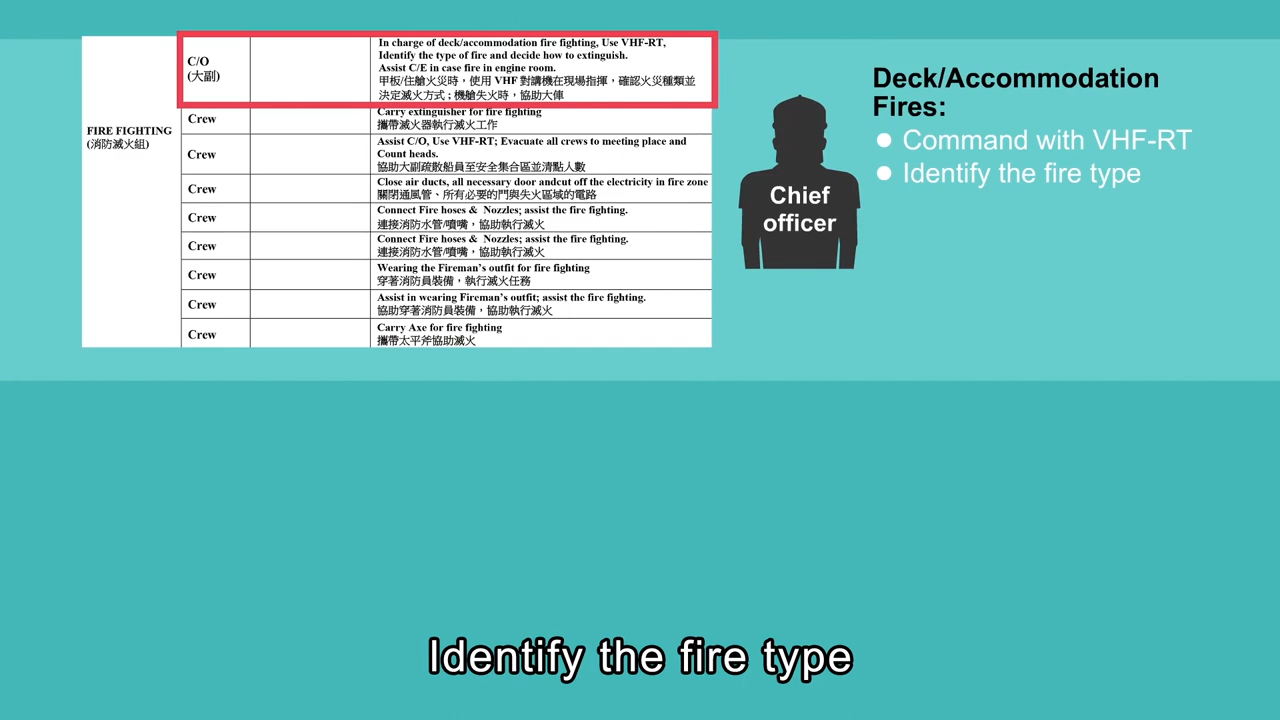 C/O
(大副)
In charge of deck/accommodation fire fighting, Use VHF-RT,
Identify the type of fire and decide how to extinguish.
Assist C/E in case fire in engine room.
甲板/住艙火災時，使用 VHF 對講機在現場指揮，確認火災種類並
決定滅火方式；機艙失火時，協助大俥
FIRE FIGHTING
(消防滅火組)
Crew
Carry extinguisher for fire fighting
攜帶滅火器執行滅火工作
Crew
Assist C/O, Use VHF-RT; Evacuate all crews to meeting place and
Count heads.
協助大副疏散船員至安全集合區並清點人數
Crew
Close air ducts, all necessary door andcut off the electricity in fire zone
關閉通風管、所有必要的門與失火區域的電路
Crew
Connect Fire hoses & Nozzles; assist the fire fighting.
連接消防水管/噴嘴，協助執行滅火
Crew
Connect Fire hoses & Nozzles; assist the fire fighting.
連接消防水管/噴嘴，協助執行滅火
Crew
Wearing the Fireman's outfit for fire fighting
穿著消防員裝備，執行滅火任務
Crew
Assist in wearing Fireman's outfit; assist the fire fighting.
協助穿著消防員裝備，協助執行滅火
Crew
Carry Axe for fire fighting
攜帶太平斧協助滅火
Chief
officer
Deck/Accommodation
Fires:
● Command with VHF-RT
● Identify the fire type
Identify the fire type